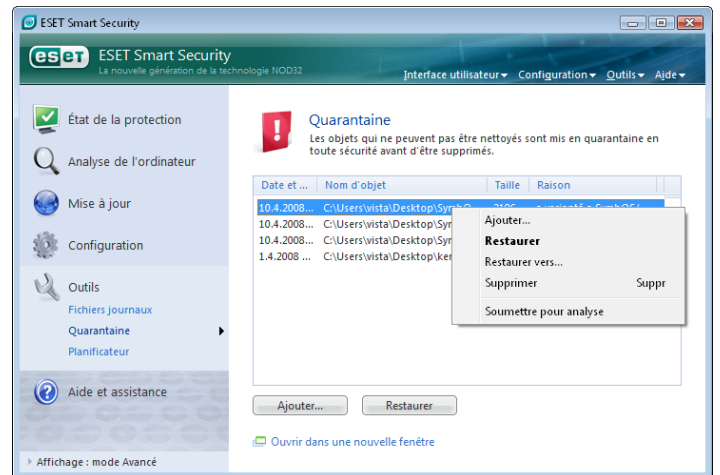 ESET Smart Security
eseT ESET Smart Security
La nouvelle génération de la technologie NOD32
Interface utilisateur Configuration Outils Aide
État de la protection
Analyse de l'ordinateur
Mise à jour
Configuration
Outils
Fichiers journaux
Quarantaine
Planificateur
Aide et assistance
Affichage : mode Avancé
Quarantaine
Les objets qui ne peuvent pas être nettoyés sont mis en quarantaine en
toute sécurité avant d'être supprimés.
Date et ... Nom d'objet Taille Raison
10.4.2008... C:\Users\vista\Desktop\Symb
10.4.2008... C:\Users\vista\Desktop\Syr
10.4.2008... C:\Users\vista\Desktop\Syr
1.4.2008 ... C:\Users\vista\Desktop\ker
Ajouter...
Restaurer
Restaurer vers...
Supprimer Suppr
Soumettre pour analyse
Ajouter... Restaurer
Ouvrir dans une nouvelle fenêtre